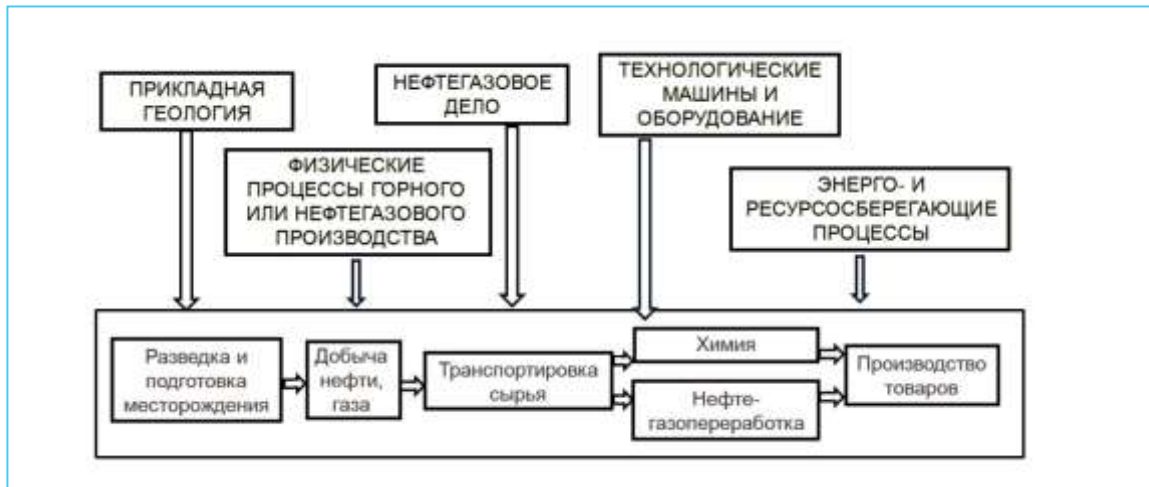 ПРИКЛАДНАЯ
ГЕОЛОГИЯ
НЕФТЕГАЗОВОЕ
ДЕЛО
ТЕХНОЛОГИЧЕСКИЕ
МАШИНЫ И
ОБОРУДОВАНИЕ
ФИЗИЧЕСКИЕ
ПРОЦЕССЫ ГОРНОГО
ИЛИ НЕФТЕГАЗОВОГО
ПРОИЗВОДСТВА
ЭНЕРГО- И
РЕСУРСОСБЕРЕГАЮЩИЕ
ПРОЦЕССЫ
Разведка и
подготовка
месторождения
Добыча
нефти,
газа
Транспортировка
сырья
Химия
Нефте-
газопереработка
Производство
товаров